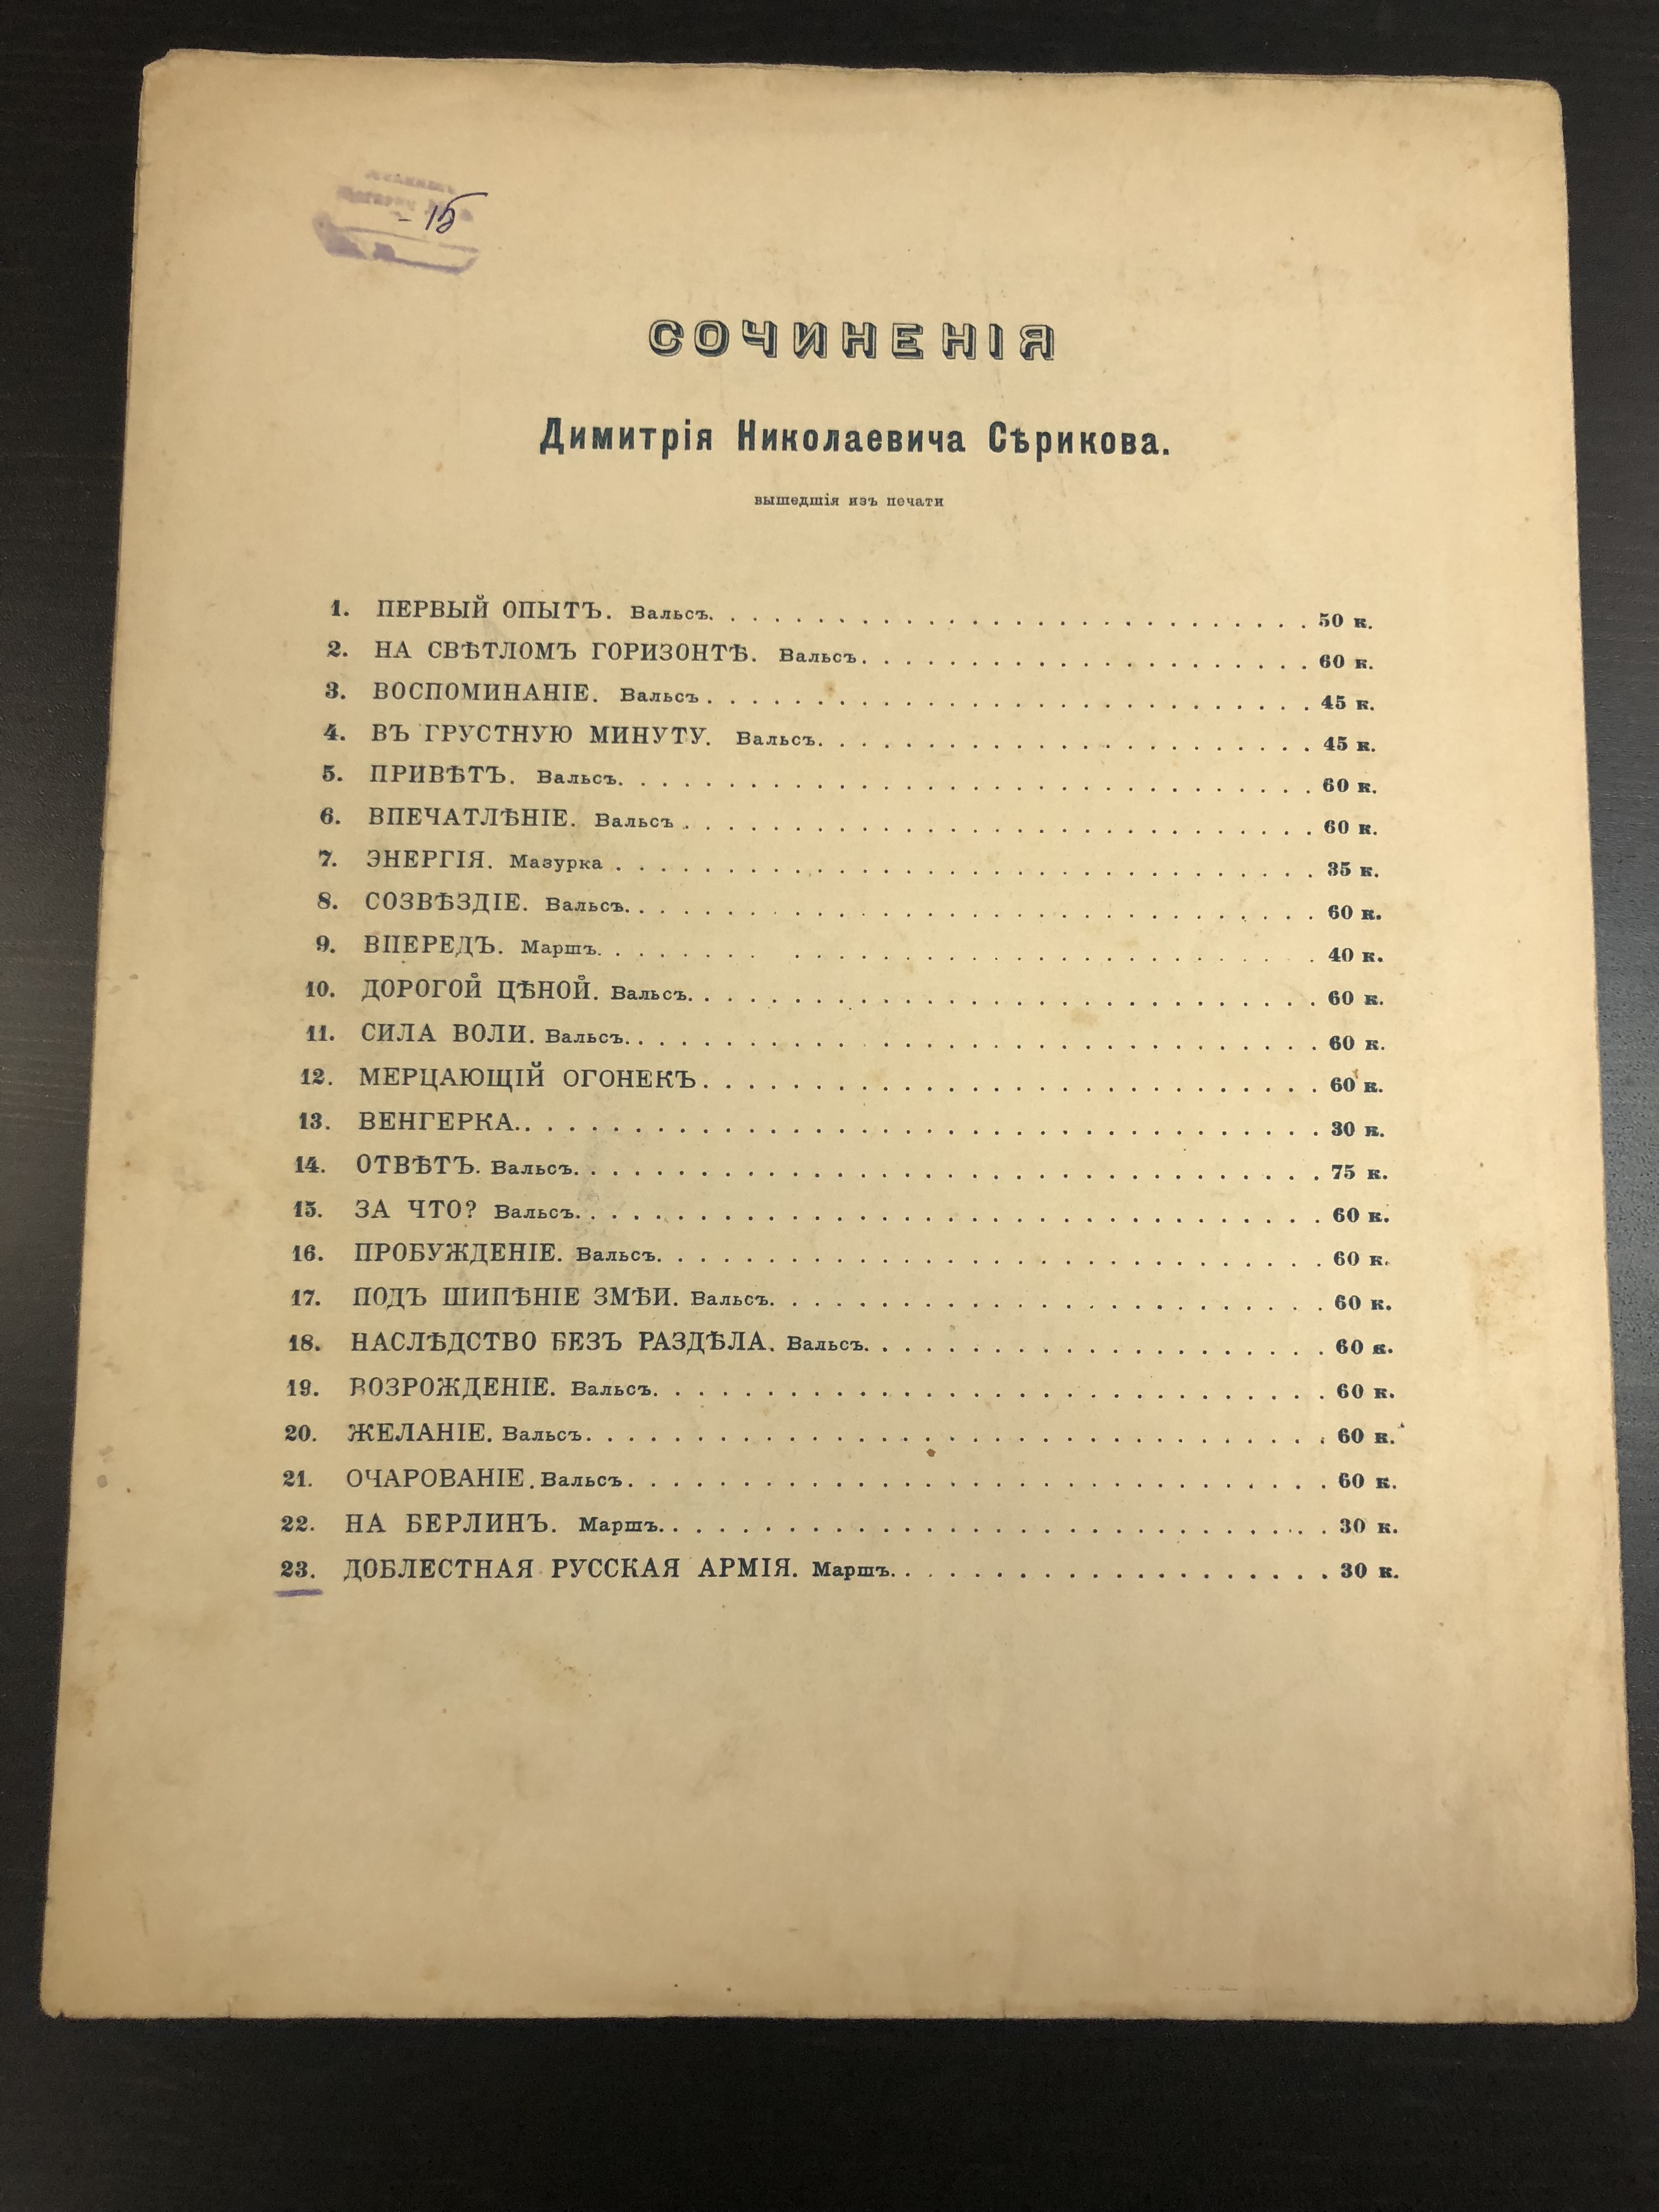 - 15
СОЧИНЕНІЯ
Димитрія Николаевича Сѣрикова.
вышедшія изъ печати
1. ПЕРВЫЙ ОПЫТЪ. Вальсъ. 50 к.
2. НА СВѢТЛОМЪ ГОРИЗОНТѢ. Вальсъ. 60 к.
3. ВОСПОМИНАНІЕ. Вальсъ. 45 к.
4. ВЪ ГРУСТНУЮ МИНУТУ. Вальсъ. 45 к.
5. ПРИВѢТЪ. Вальсъ. 60 к.
6. ВПЕЧАТЛѢНІЕ. Вальсъ. 60 к.
7. ЭНЕРГІЯ. Мазурка. 35 к.
8. СОЗВѢЗДІЕ. Вальсъ. 60 к.
9. ВПЕРЕДЪ. Маршъ. 40 к.
10. ДОРОГОЙ ЦѢНОЙ. Вальсъ. 60 к.
11. СИЛА ВОЛИ. Вальсъ. 60 к.
12. МЕРЦАЮЩІЙ ОГОНЕКЪ. 60 к.
13. ВЕНГЕРКА. 30 к.
14. ОТВѢТЪ. Вальсъ. 75 к.
15. ЗА ЧТО? Вальсъ. 60 к.
16. ПРОБУЖДЕНІЕ. Вальсъ. 60 к.
17. ПОДЪ ШИПѢНІЕ ЗМѢИ. Вальсъ. 60 к.
18. НАСЛѢДСТВО БЕЗЪ РАЗДѢЛА. Вальсъ. 60 к.
19. ВОЗРОЖДЕНІЕ. Вальсъ. 60 к.
20. ЖЕЛАНІЕ. Вальсъ. 60 к.
21. ОЧАРОВАНІЕ. Вальсъ. 60 к.
22. НА БЕРЛИНЪ. Маршъ. 30 к.
23. ДОБЛЕСТНАЯ РУССКАЯ АРМІЯ. Маршъ. 30 к.